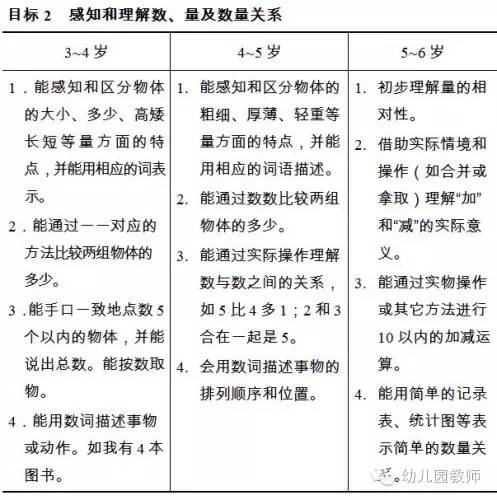 目标 2 感知和理解数、量及数量关系
3~4 岁
1．能感知和区分物体
的大小、多少、高矮
长短等量方面的特
点，并能用相应的词表
示。
2．能通过一一对应的
方法比较两组物体的
多少。
3．能手口一致地点数 5
个以内的物体，并能
说出总数。能按数取
物。
4．能用数词描述事物
或动作。如我有 4 本
图书。
4~5 岁
1. 能感知和区分物体的
粗细、厚薄、轻重等
量方面的特点，并能
用相应的词语描述。
2. 能通过数数比较两组
物体的多少。
3. 能通过实际操作理解
数与数之间的关系，
如 5 比 4 多 1；2 和 3
合在一起是 5。
4. 会用数词描述事物的
排列顺序和位置。
5~6 岁
1. 初步理解量的相
对性。
2. 借助实际情境和
操作（如合并或
拿取）理解“加”
和“减”的实际意
义。
3. 能通过实物操作
或其它方法进行
10 以内的加减运
算。
4. 能用简单的记录
表、统计图等表
示简单的数量关
。
幼儿园教师